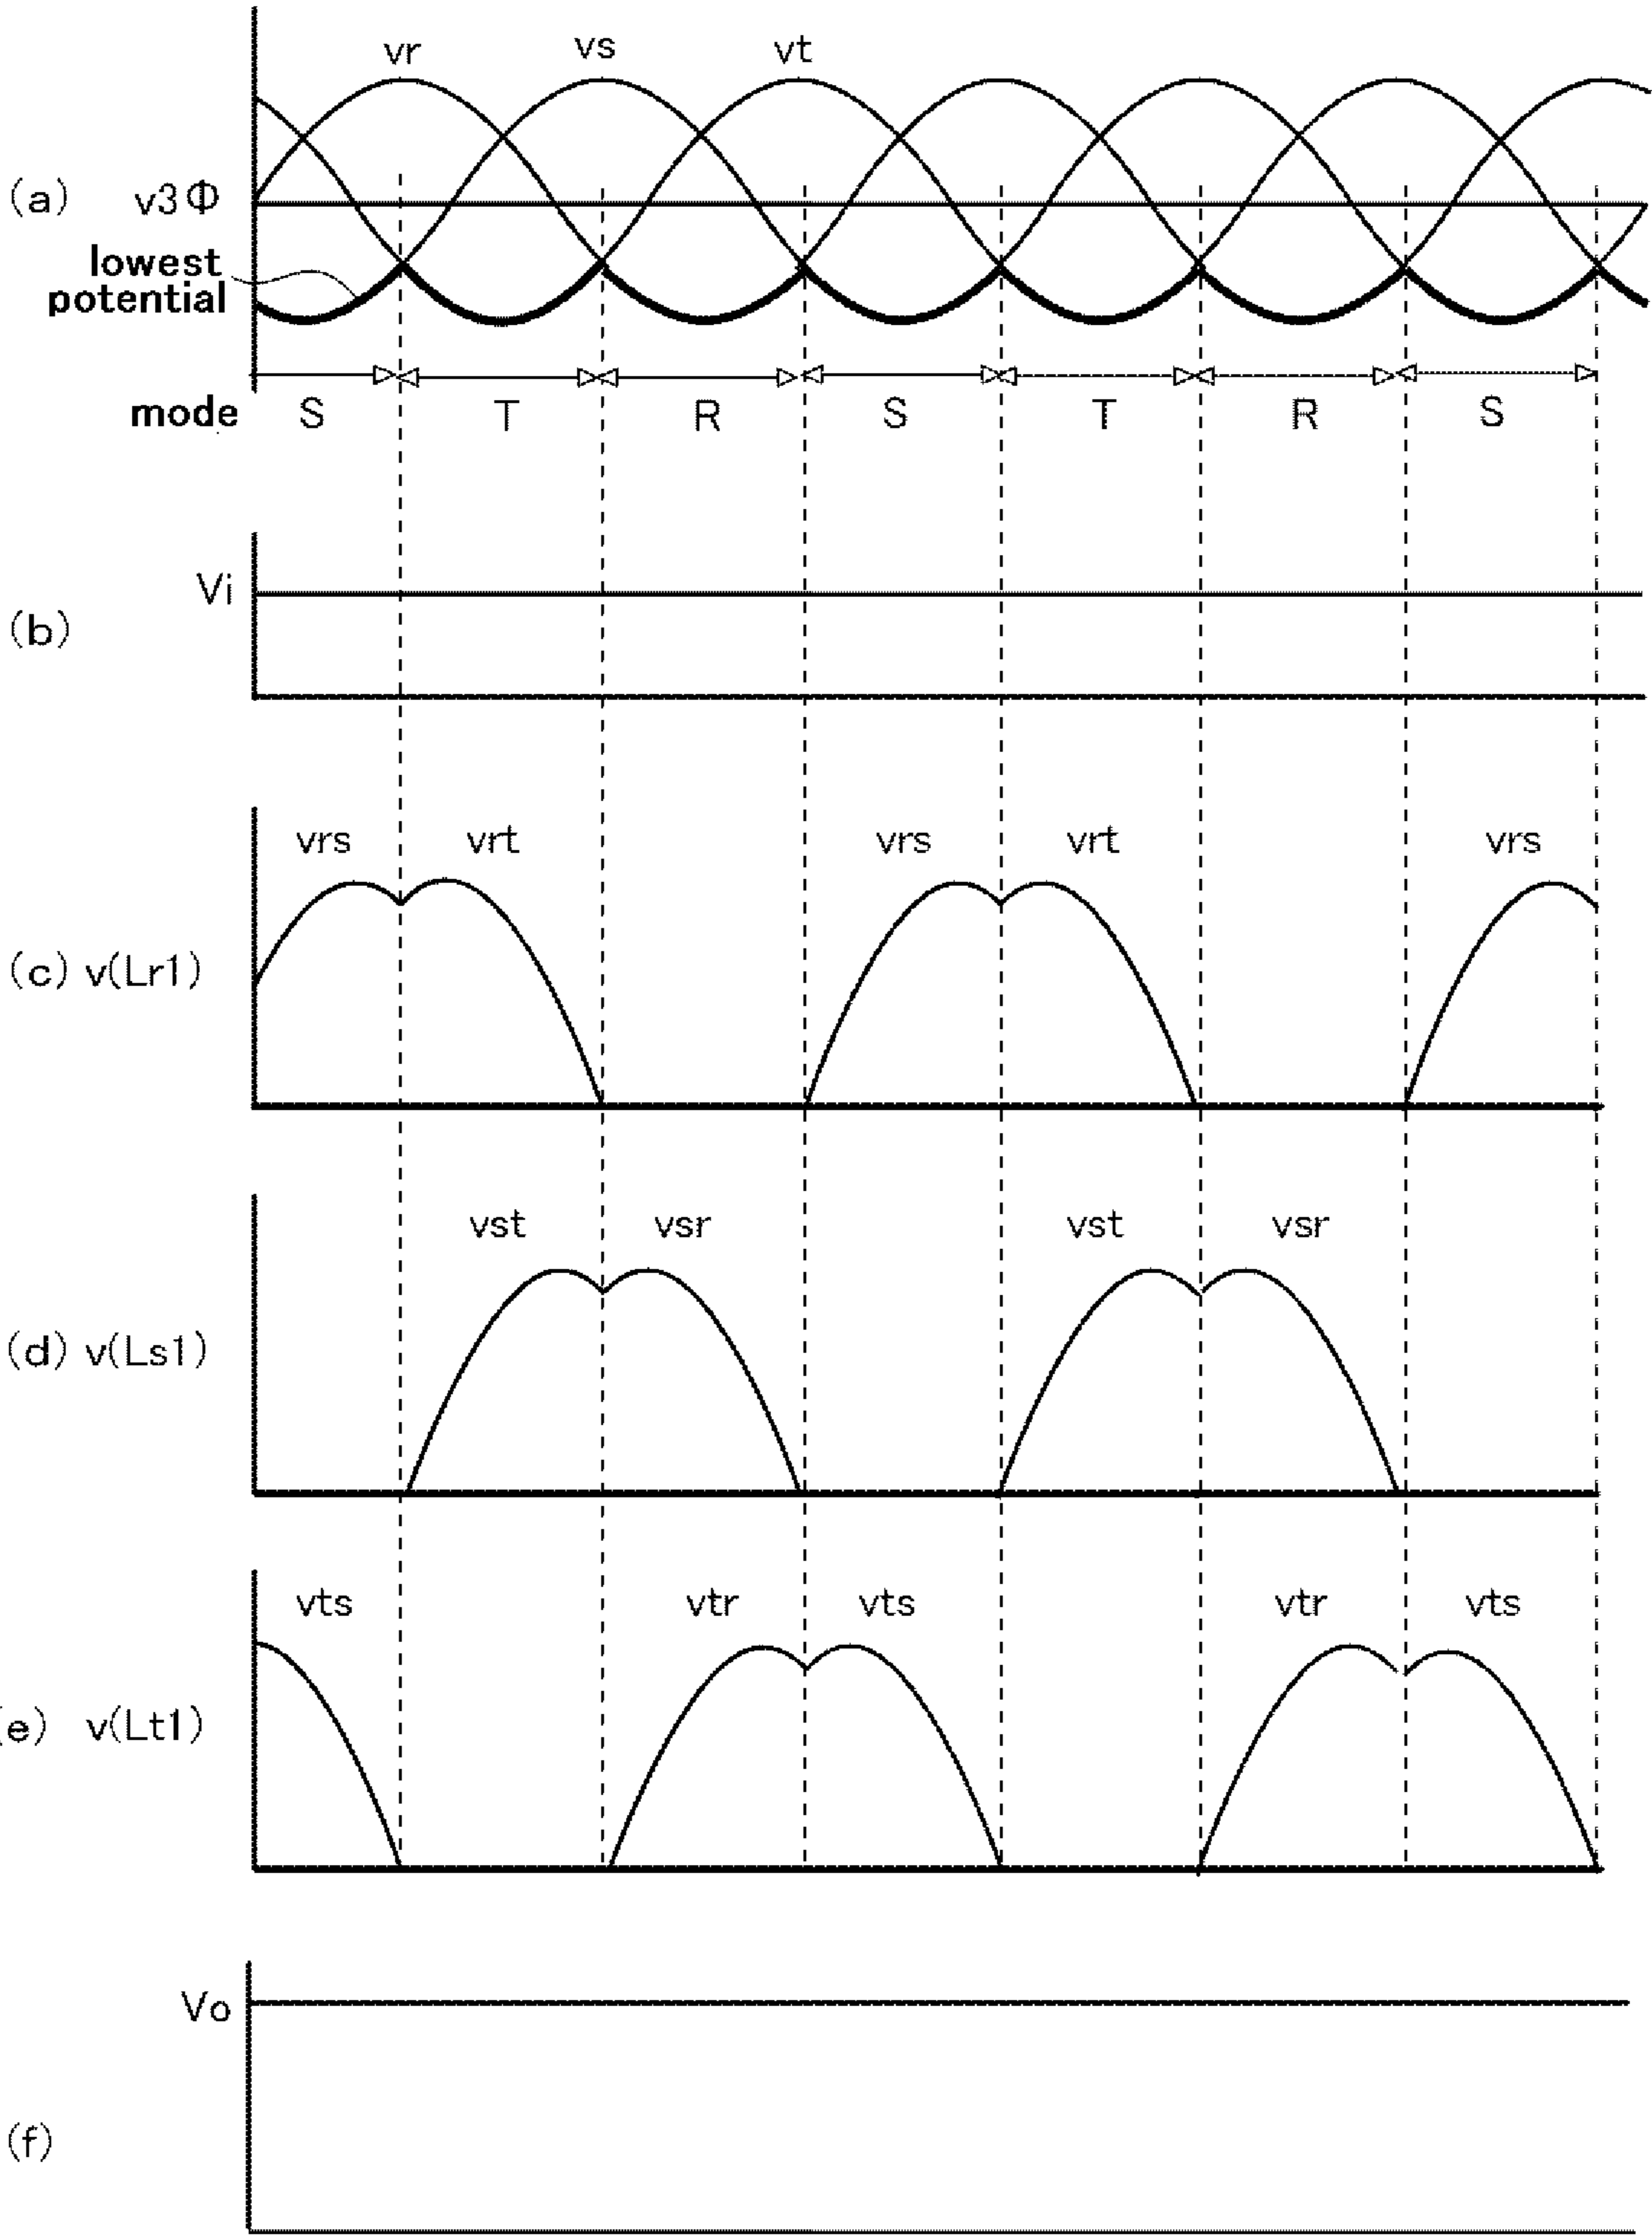 vr vs vt
(a) v3Φ
lowest
potential
mode S T R S T R S
Vi
(b)
vrs vrt vrs vrt vrs
(c) v(Lr1)
vst vsr vst vsr
(d) v(Ls1)
vts vtr vts vtr vts
e) v(Lt1)
Vo
(f)